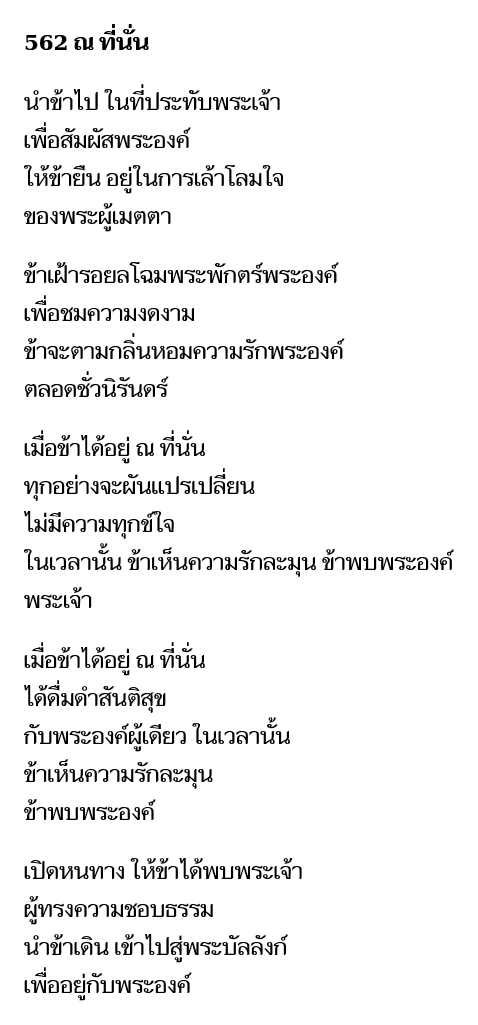 562 ณ ที่นั่น
นำข้าไป ในที่ประทับพระเจ้า
เพื่อสัมผัสพระองค์
ให้ข้ายืน อยู่ในการเล้าโลมใจ
ของพระผู้เมตตา
ข้าเฝ้ารอยลโฉมพระพักตร์พระองค์
เพื่อชมความงดงาม
ข้าจะตามกลิ่นหอมความรักพระองค์
ตลอดชั่วนิรันดร์
เมื่อข้าได้อยู่ ณ ที่นั่น
ทุกอย่างจะผันแปรเปลี่ยน
ไม่มีความทุกข์ใจ
ในเวลานั้น ข้าเห็นความรักละมุน ข้าพบพระองค์
พระเจ้า
เมื่อข้าได้อยู่ ณ ที่นั่น
ได้ดื่มดำสันติสุข
กับพระองค์ผู้เดียว ในเวลานั้น
ข้าเห็นความรักละมุน
ข้าพบพระองค์
เปิดหนทาง ให้ข้าได้พบพระเจ้า
ผู้ทรงความชอบธรรม
นำข้าเดิน เข้าไปสู่พระบัลลังก์
เพื่ออยู่กับพระองค์